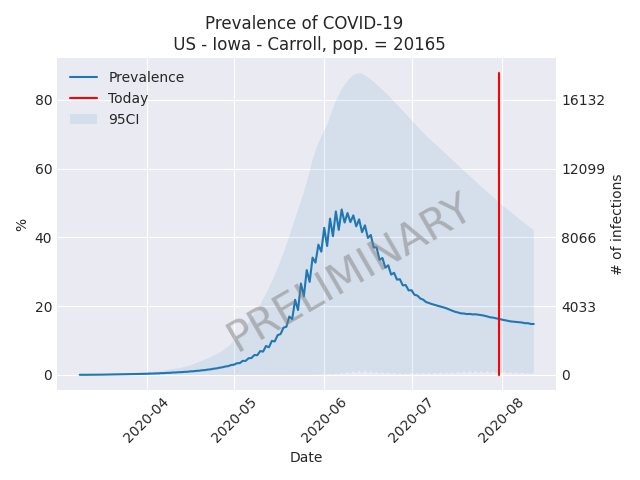 Prevalence of COVID-19
US - Iowa - Carroll, pop. = 20165
Prevalence
Today
95CI
80
60
40
20
0
%
16132
12099
8066
4033
0
# of infections
PRELIMINARY
2020-04
2020-05
2020-06
2020-07
2020-08
Date